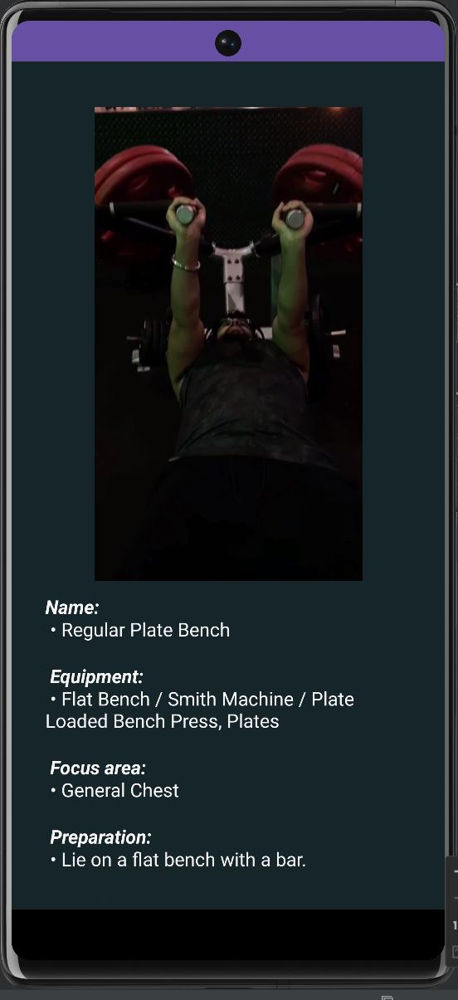 Name:
• Regular Plate Bench
Equipment:
• Flat Bench / Smith Machine / Plate
Loaded Bench Press, Plates
Focus area:
• General Chest
Preparation:
• Lie on a flat bench with a bar.